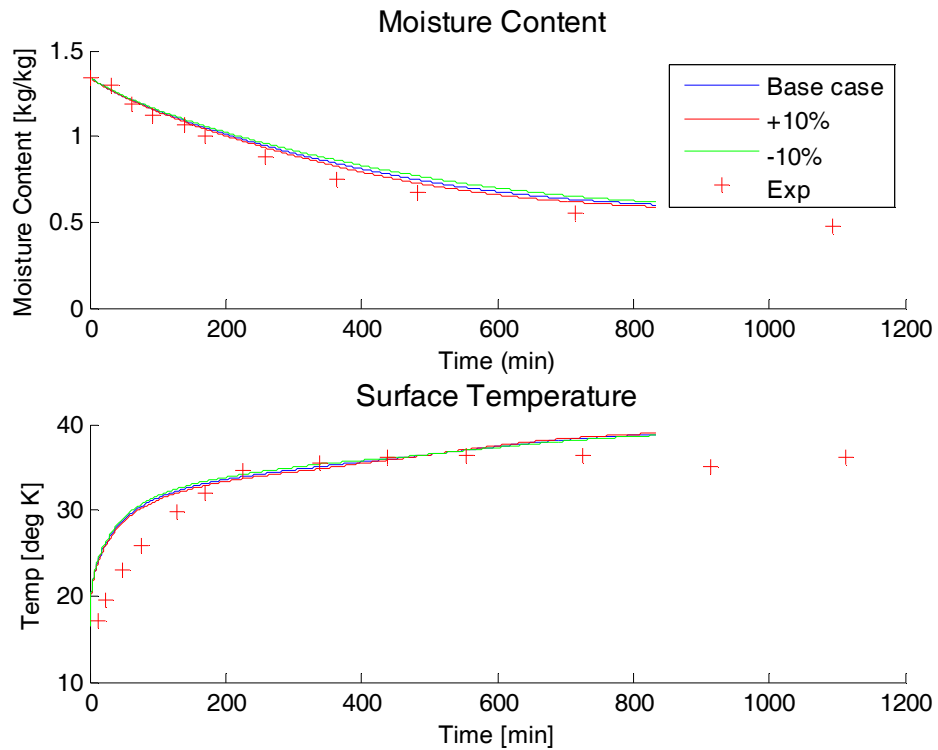 Moisture Content
Moisture Content [kg/kg]
1.5
1
0.5
0
0 200 400 600 800 1000 1200
Time (min)
Base case
+10%
-10%
Exp
Surface Temperature
Temp [deg K]
40
30
20
10
0 200 400 600 800 1000 1200
Time [min]